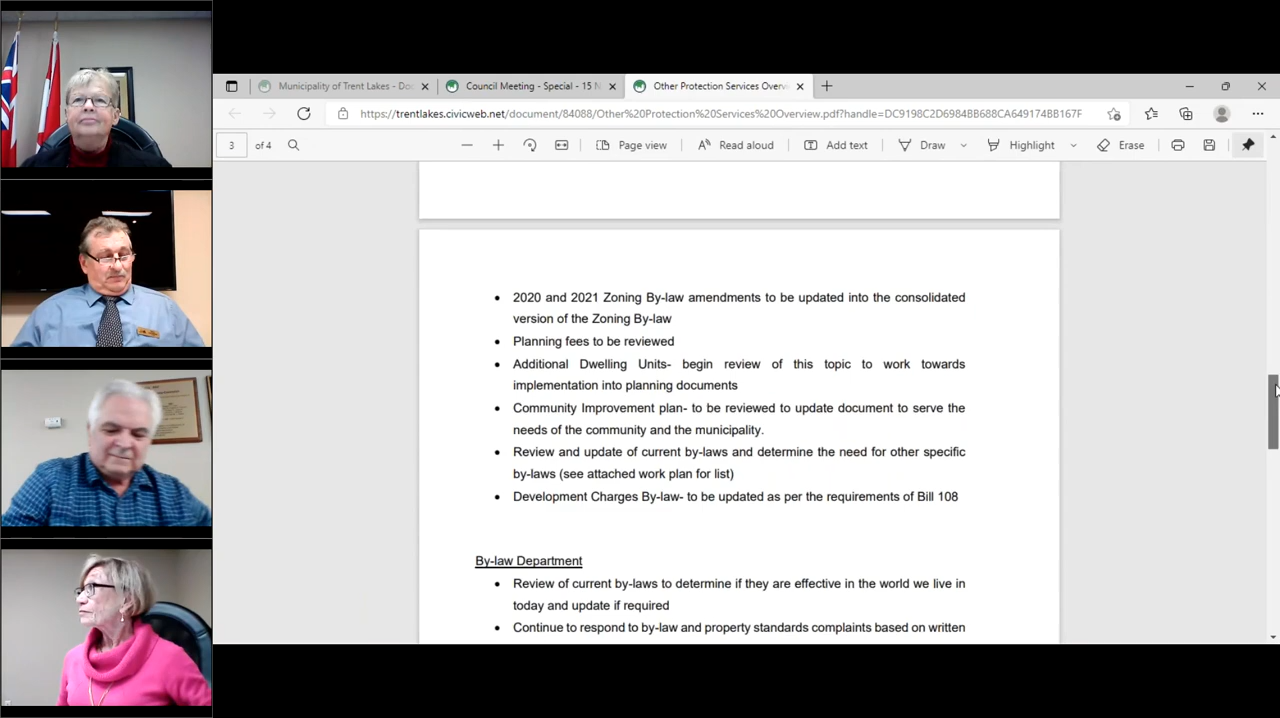 Municipality of Trent Lakes - Doc
Council Meeting - Special - 15 N
Other Protection Services Overv
https://trentlakes.civicweb.net/document/84088/Other%20Protection%20Services%20Overview.pdf?handle=DC9198C2D6984BB688CA649174BB167F
3 of 4
Page view
Read aloud
Add text
Draw
Highlight
Erase
• 2020 and 2021 Zoning By-law amendments to be updated into the consolidated
version of the Zoning By-law
• Planning fees to be reviewed
• Additional Dwelling Units- begin review of this topic to work towards
implementation into planning documents
• Community Improvement plan- to be reviewed to update document to serve the
needs of the community and the municipality.
• Review and update of current by-laws and determine the need for other specific
by-laws (see attached work plan for list)
• Development Charges By-law- to be updated as per the requirements of Bill 108
By-law Department
• Review of current by-laws to determine if they are effective in the world we live in
today and update if required
• Continue to respond to by-law and property standards complaints based on written